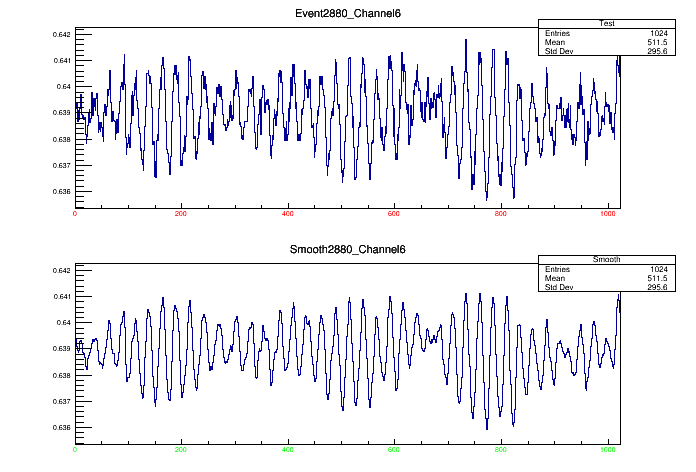 Event2880_Channel6
Test
Entries 1024
Mean 511.5
Std Dev 295.6
0.642
0.641
0.64
0.639
0.638
0.637
0.636
0 200 400 600 800 1000
Smooth2880_Channel6
Smooth
Entries 1024
Mean 511.5
Std Dev 295.6
0.642
0.641
0.64
0.639
0.638
0.637
0.636
0 200 400 600 800 1000